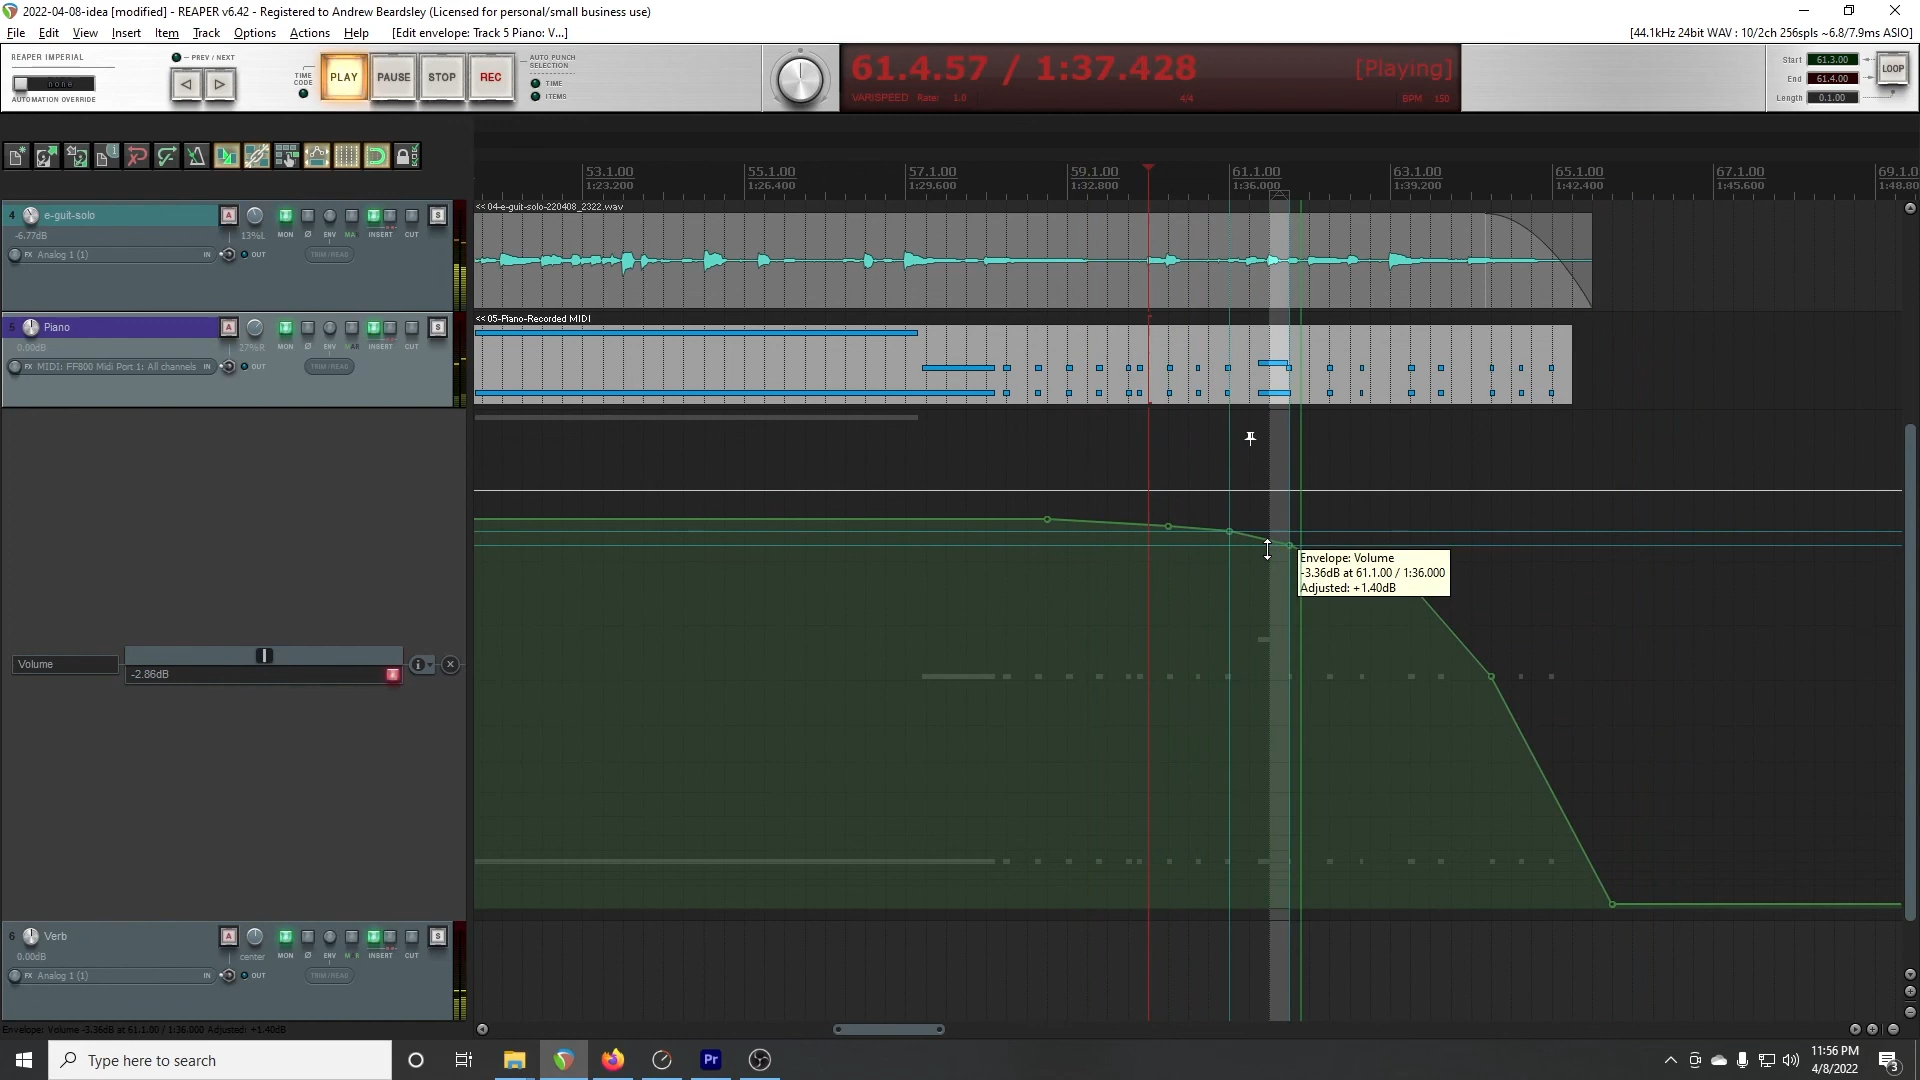 2022-04-08-idea [modified] - REAPER v6.42 - Registered to Andrew Beardsley (Licensed for personal/small business use)
File Edit View Insert Item Track Options Actions Help [Edit envelope: Track 5 Piano: V...]
[44.1kHz 24bit WAV : 10/2ch 256spls ~6.8/7.9ms ASIO]
REAPER IMPERIAL
none
AUTOMATION OVERRIDE
PREV / NEXT
TIME CODE
PLAY
PAUSE
STOP
REC
AUTO PUNCH SELECTION
TIME
ITEMS
61.4.57 / 1:37.428
[Playing]
VAR/SPEED Rate: 1.0
4/4
BPM 150
Start 61.3.00
End 61.4.00
Length 0.1.00
LOOP
53.1.00
1:23.200
55.1.00
1:26.400
57.1.00
1:29.600
59.1.00
1:32.800
61.1.00
1:36.000
63.1.00
1:39.200
65.1.00
1:42.400
67.1.00
1:45.600
69.1.0
1:48.80
4 e-guit-solo
A
S
-6.77dB
13%L
MON Ø ENV MA INSERT CUT
FX Analog 1 (1) IN OUT
TRIM/READ
<< 04-e-guit-solo-220408_2322.wav
5 Piano
A
S
0.00dB
27%R
MON Ø ENV INSERT CUT
FX MIDI: FF800 Midi Port 1: All channels IN OUT
TRIM/READ
<< 05-Piano-Recorded MIDI
Envelope: Volume
-3.36dB at 61.1.00 / 1:36.000
Adjusted: +1.40dB
Volume
-2.86dB
6 Verb
A
S
0.00dB
center
MON Ø ENV INSERT CUT
FX Analog 1 (1) IN OUT
TRIM/READ
Envelope: Volume -3.36dB at 61.1.00 / 1:36.000 Adjusted: +1.40dB
Type here to search
Pr
11:56 PM
4/8/2022
3